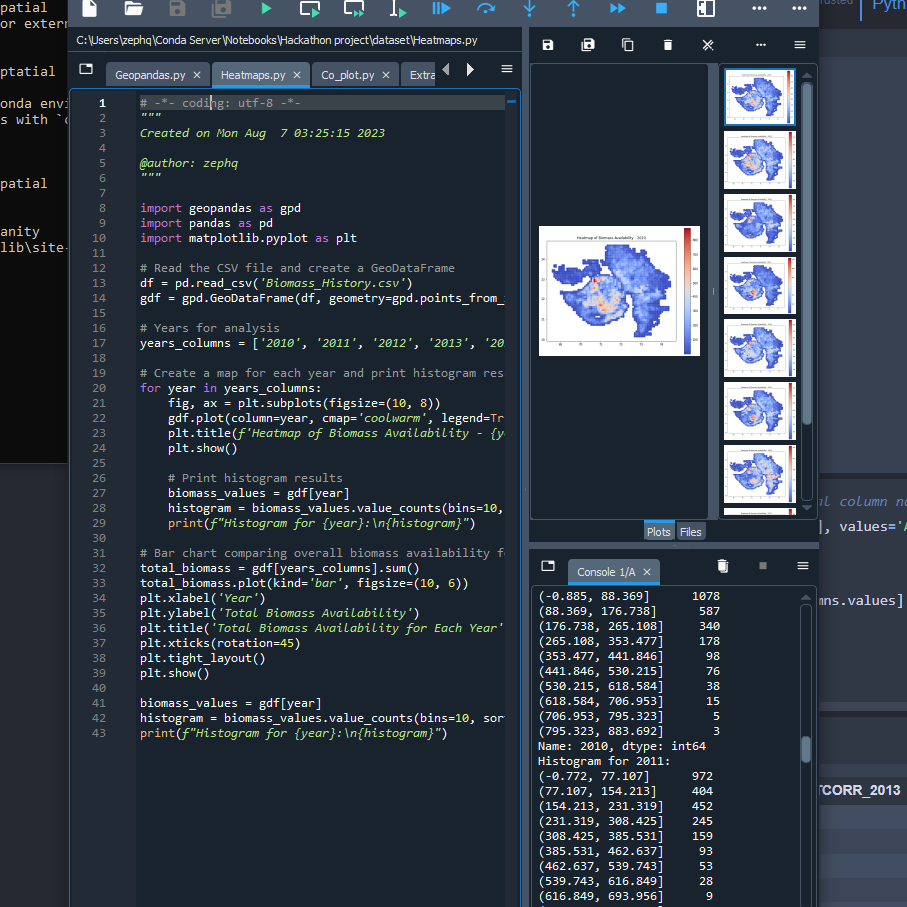 patial
or extern
ptatial
onda envi
s with `c
patial
anity
lib\site-
trusted
Pyth
C:\Users\zephq\Conda Server\Notebooks\Hackathon project\dataset\Heatmaps.py
Geopandas.py Heatmaps.py Co_plot.py Extra
1 # -*- coding: utf-8 -*-
2 """
3 Created on Mon Aug  7 03:25:15 2023
4
5 @author: zephq
6 """
7
8 import geopandas as gpd
9 import pandas as pd
10 import matplotlib.pyplot as plt
11
12 # Read the CSV file and create a GeoDataFrame
13 df = pd.read_csv('Biomass_History.csv')
14 gdf = gpd.GeoDataFrame(df, geometry=gpd.points_from_
15
16 # Years for analysis
17 years_columns = ['2010', '2011', '2012', '2013', '20
18
19 # Create a map for each year and print histogram res
20 for year in years_columns:
21     fig, ax = plt.subplots(figsize=(10, 8))
22     gdf.plot(column=year, cmap='coolwarm', legend=Tr
23     plt.title(f'Heatmap of Biomass Availability - {y
24     plt.show()
25
26     # Print histogram results
27     biomass_values = gdf[year]
28     histogram = biomass_values.value_counts(bins=10,
29     print(f"Histogram for {year}:\n{histogram}")
30
31 # Bar chart comparing overall biomass availability f
32 total_biomass = gdf[years_columns].sum()
33 total_biomass.plot(kind='bar', figsize=(10, 6))
34 plt.xlabel('Year')
35 plt.ylabel('Total Biomass Availability')
36 plt.title('Total Biomass Availability for Each Year'
37 plt.xticks(rotation=45)
38 plt.tight_layout()
39 plt.show()
40
41 biomass_values = gdf[year]
42 histogram = biomass_values.value_counts(bins=10, sor
43 print(f"Histogram for {year}:\n{histogram}")
Heatmap of Biomass Availability - 2010
Plots Files
Console 1/A
(-0.885, 88.369] 1078
(88.369, 176.738] 587
(176.738, 265.108] 340
(265.108, 353.477] 178
(353.477, 441.846] 98
(441.846, 530.215] 76
(530.215, 618.584] 38
(618.584, 706.953] 15
(706.953, 795.323] 5
(795.323, 883.692] 3
Name: 2010, dtype: int64
Histogram for 2011:
(-0.772, 77.107] 972
(77.107, 154.213] 404
(154.213, 231.319] 452
(231.319, 308.425] 245
(308.425, 385.531] 159
(385.531, 462.637] 93
(462.637, 539.743] 53
(539.743, 616.849] 28
(616.849, 693.956] 9
al column na
], values='A
mns.values]
TCORR_2013